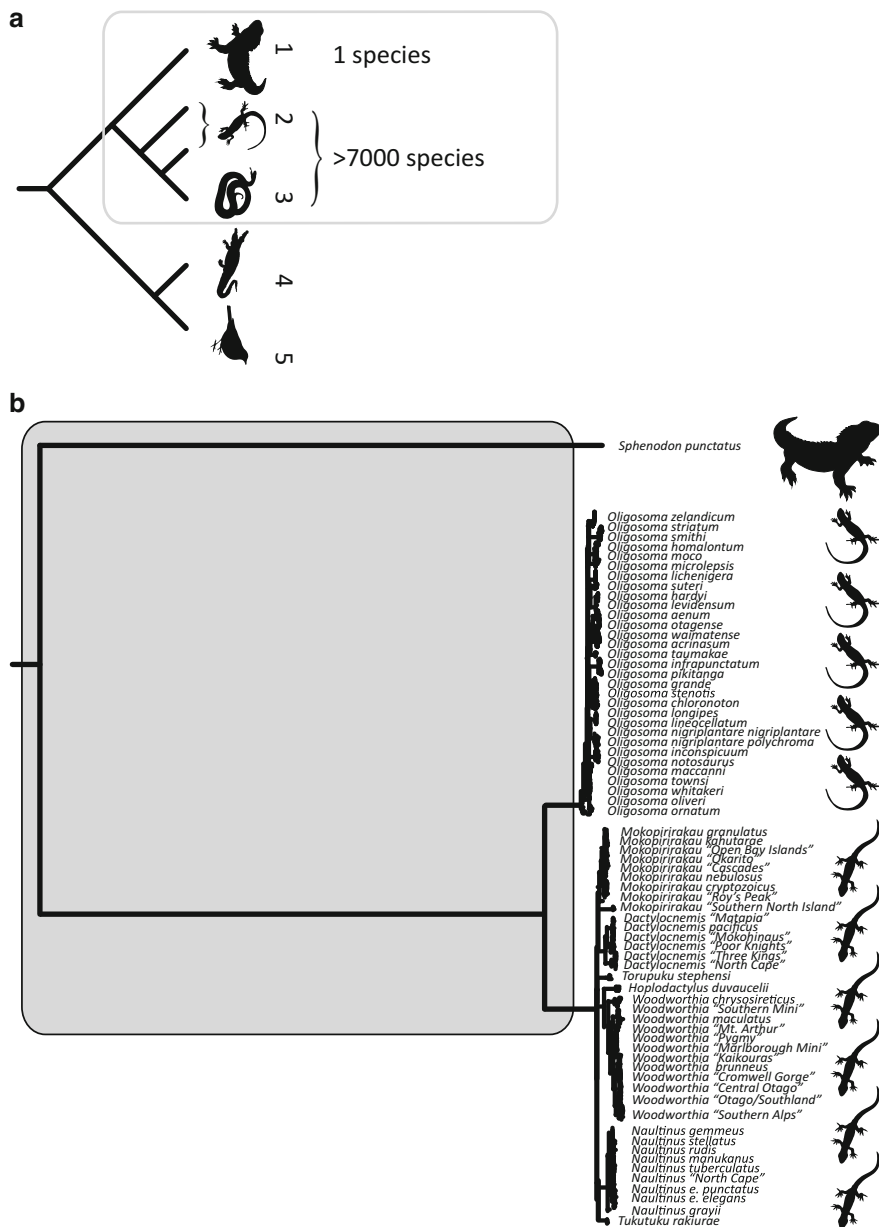 a
1
1 species
2
>7000 species
3
4
5
b
Sphenodon punctatus
Oligosoma zelandicum
Oligosoma striatum
Oligosoma smithi
Oligosoma homalontum
Oligosoma moco
Oligosoma microlepsis
Oligosoma lichenigera
Oligosoma suteri
Oligosoma hardyi
Oligosoma levidensum
Oligosoma aenum
Oligosoma otagense
Oligosoma waimatense
Oligosoma acrinasum
Oligosoma taumakae
Oligosoma infrapunctatum
Oligosoma pikitanga
Oligosoma grande
Oligosoma stenotis
Oligosoma chloronoton
Oligosoma longipes
Oligosoma lineocellatum
Oligosoma nigriplantare nigriplantare
Oligosoma nigriplantare polychroma
Oligosoma inconspicuum
Oligosoma notosaurus
Oligosoma maccanni
Oligosoma townsi
Oligosoma whitakeri
Oligosoma oliveri
Oligosoma ornatum
Mokopirirakau granulatus
Mokopirirakau kahutarae
Mokopirirakau “Open Bay Islands”
Mokopirirakau “Okarito”
Mokopirirakau “Cascades”
Mokopirirakau nebulosus
Mokopirirakau cryptozoicus
Mokopirirakau “Roy’s Peak”
Mokopirirakau “Southern North Island”
Dactylocnemis “Matapia”
Dactylocnemis pacificus
Dactylocnemis “Mokohinaus”
Dactylocnemis “Poor Knights”
Dactylocnemis “Three Kings”
Dactylocnemis “North Cape”
Torupuku stephensi
Hoplodactylus duvaucelii
Woodworthia chrysosireticus
Woodworthia “Southern Mini”
Woodworthia maculatus
Woodworthia “Mt. Arthur”
Woodworthia “Pygmy”
Woodworthia “Marlborough Mini”
Woodworthia “Kaikouras”
Woodworthia brunneus
Woodworthia “Cromwell Gorge”
Woodworthia “Central Otago”
Woodworthia “Otago/Southland”
Woodworthia “Southern Alps”
Naultinus gemmeus
Naultinus stellatus
Naultinus rudis
Naultinus manukanus
Naultinus tuberculatus
Naultinus “North Cape”
Naultinus e. punctatus
Naultinus e. elegans
Naultinus grayii
Tukutuku rakiurae